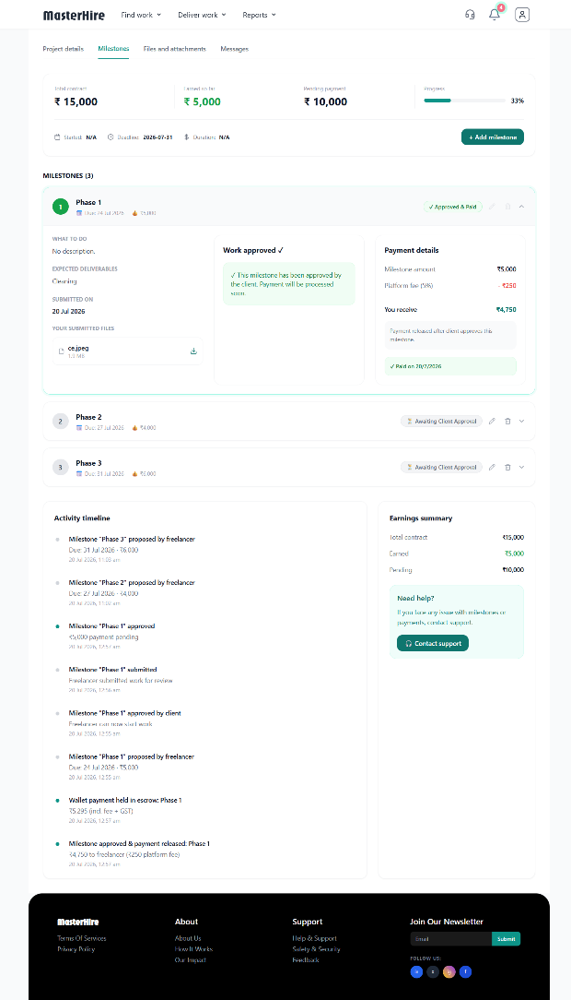 MasterHire
Find work
Deliver work
Reports
4
Project details
Milestones
Files and attachments
Messages
Total contract
₹ 15,000
Earned so far
₹ 5,000
Pending payment
₹ 10,000
Progress
33%
Started: N/A
Deadline: 2026-07-31
Duration: N/A
+ Add milestone
MILESTONES (3)
1
Phase 1
Due: 24 Jul 2026
₹5,000
✓ Approved & Paid
WHAT TO DO
No description.
EXPECTED DELIVERABLES
Cleaning
SUBMITTED ON
20 Jul 2026
YOUR SUBMITTED FILES
ce.jpeg
1.9 MB
Work approved ✓
✓ This milestone has been approved by
the client. Payment will be processed
soon.
Payment details
Milestone amount
₹5,000
Platform fee (5%)
- ₹250
You receive
₹4,750
Payment released after client approves this
milestone.
✓ Paid on 20/7/2026
2
Phase 2
Due: 27 Jul 2026
₹4,000
Awaiting Client Approval
3
Phase 3
Due: 31 Jul 2026
₹6,000
Awaiting Client Approval
Activity timeline
Milestone "Phase 3" proposed by freelancer
Due: 31 Jul 2026 · ₹6,000
20 Jul 2026, 11:03 am
Milestone "Phase 2" proposed by freelancer
Due: 27 Jul 2026 · ₹4,000
20 Jul 2026, 11:02 am
Milestone "Phase 1" approved
₹5,000 payment pending
20 Jul 2026, 12:57 am
Milestone "Phase 1" submitted
Freelancer submitted work for review
20 Jul 2026, 12:56 am
Milestone "Phase 1" approved by client
Freelancer can now start work
20 Jul 2026, 12:55 am
Milestone "Phase 1" proposed by freelancer
Due: 24 Jul 2026 · ₹5,000
20 Jul 2026, 12:55 am
Wallet payment held in escrow: Phase 1
₹5,295 (incl. fee + GST)
20 Jul 2026, 12:57 am
Milestone approved & payment released: Phase 1
₹4,750 to freelancer (₹250 platform fee)
20 Jul 2026, 12:57 am
Earnings summary
Total contract
₹15,000
Earned
₹5,000
Pending
₹10,000
Need help?
If you face any issue with milestones or
payments, contact support.
Contact support
MasterHire
Terms Of Services
Privacy Policy
About
About Us
How It Works
Our Impact
Support
Help & Support
Safety & Security
Feedback
Join Our Newsletter
Email
Submit
FOLLOW US: